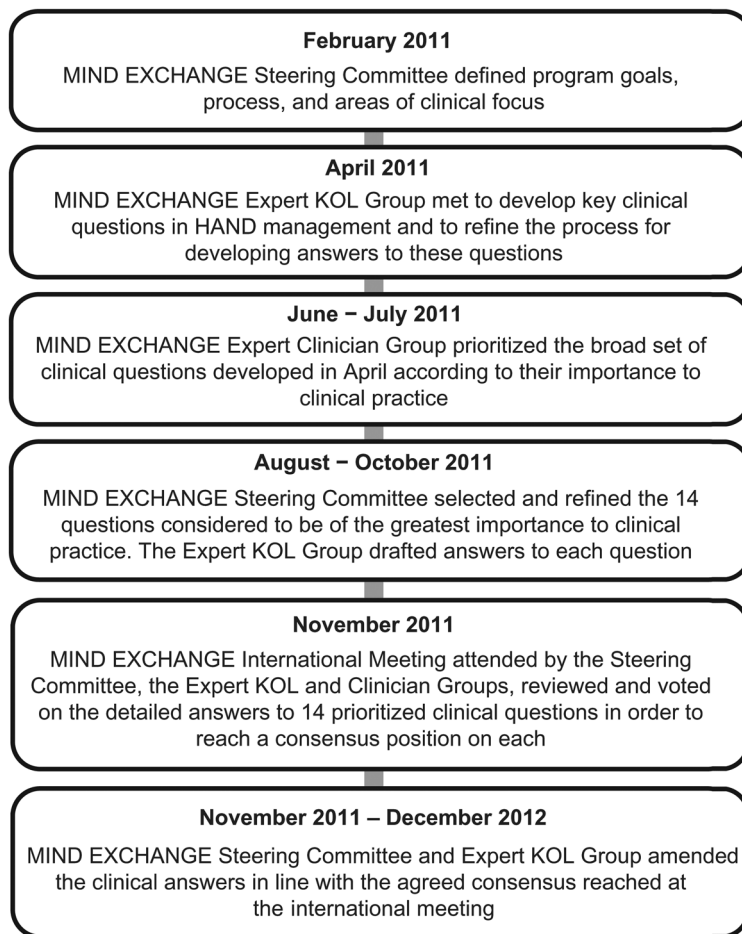 February 2011
MIND EXCHANGE Steering Committee defined program goals,
process, and areas of clinical focus
April 2011
MIND EXCHANGE Expert KOL Group met to develop key clinical
questions in HAND management and to refine the process for
developing answers to these questions
June – July 2011
MIND EXCHANGE Expert Clinician Group prioritized the broad set of
clinical questions developed in April according to their importance to
clinical practice
August – October 2011
MIND EXCHANGE Steering Committee selected and refined the 14
questions considered to be of the greatest importance to clinical
practice. The Expert KOL Group drafted answers to each question
November 2011
MIND EXCHANGE International Meeting attended by the Steering
Committee, the Expert KOL and Clinician Groups, reviewed and voted
on the detailed answers to 14 prioritized clinical questions in order to
reach a consensus position on each
November 2011 – December 2012
MIND EXCHANGE Steering Committee and Expert KOL Group amended
the clinical answers in line with the agreed consensus reached at
the international meeting